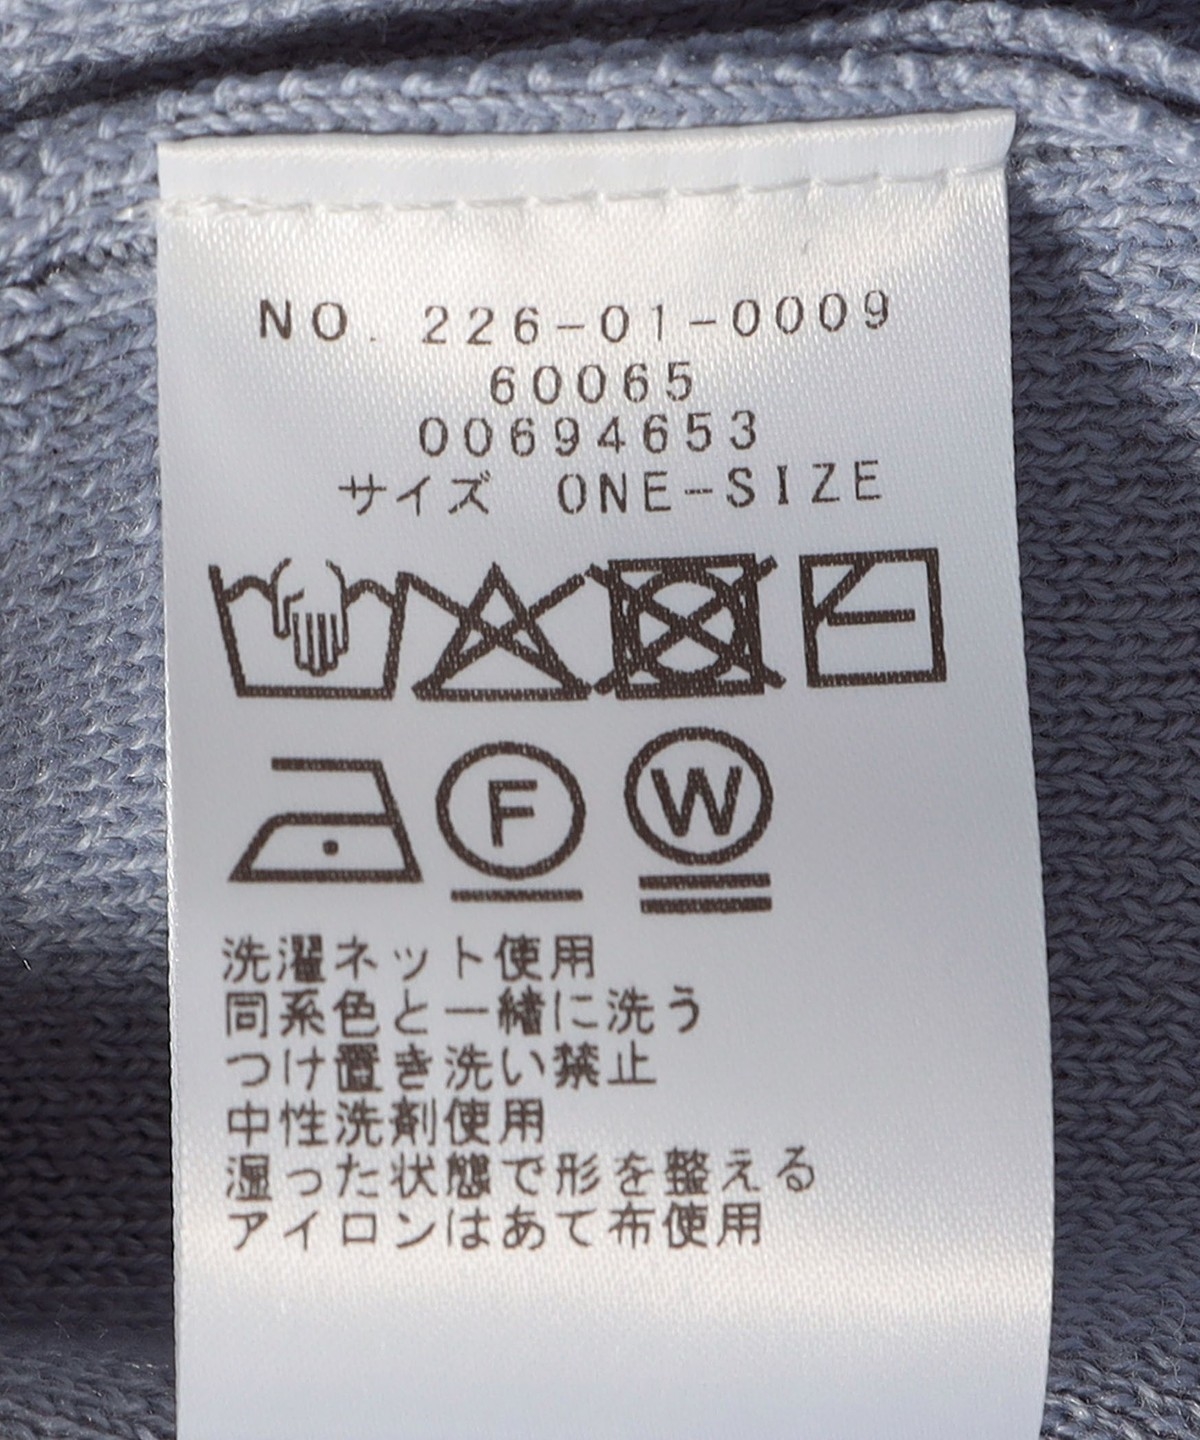 NO. 226-01-0009
60065
00694653
サイズ ONE-SIZE
F W
洗濯ネット使用
同系色と一緒に洗う
つけ置き洗い禁止
中性洗剤使用
湿った状態で形を整える
アイロンはあて布使用